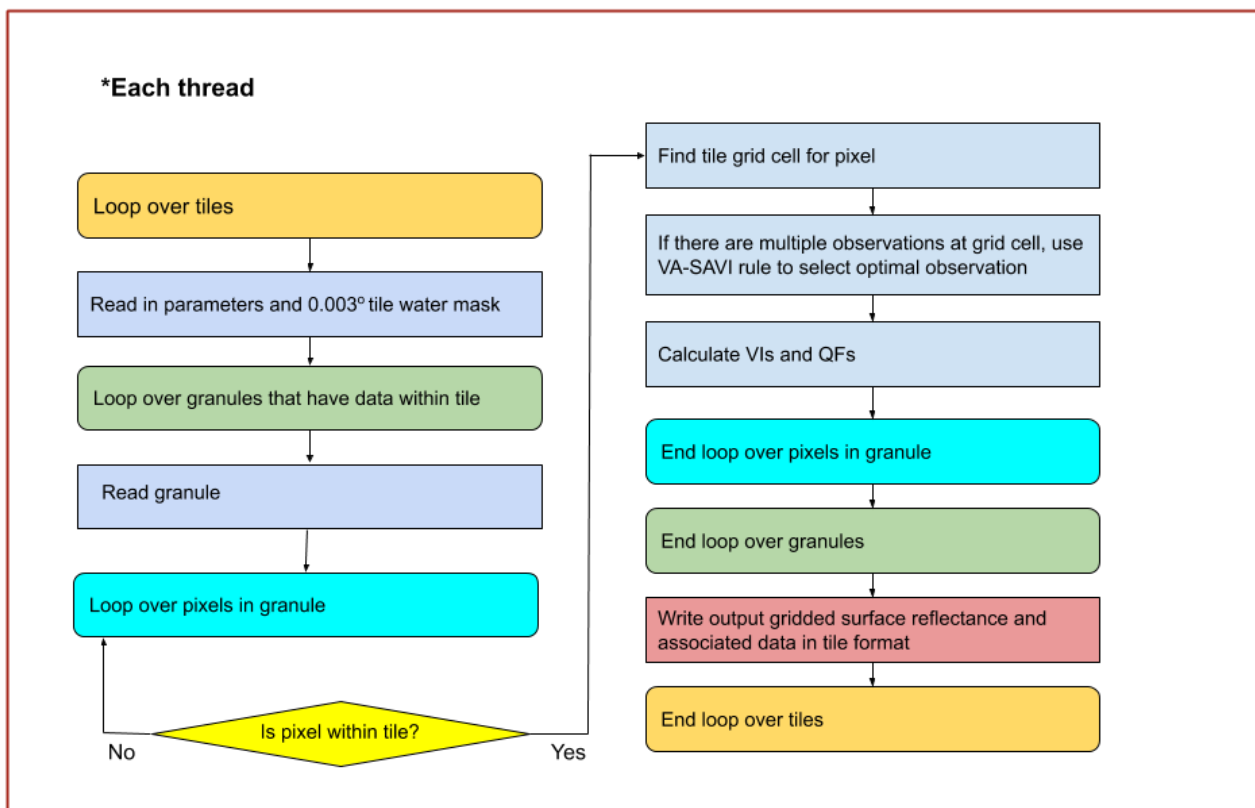 *Each thread
Loop over tiles
Read in parameters and 0.003º tile water mask
Loop over granules that have data within tile
Read granule
Loop over pixels in granule
Is pixel within tile?
No
Yes
Find tile grid cell for pixel
If there are multiple observations at grid cell, use
VA-SAVI rule to select optimal observation
Calculate VIs and QFs
End loop over pixels in granule
End loop over granules
Write output gridded surface reflectance and
associated data in tile format
End loop over tiles